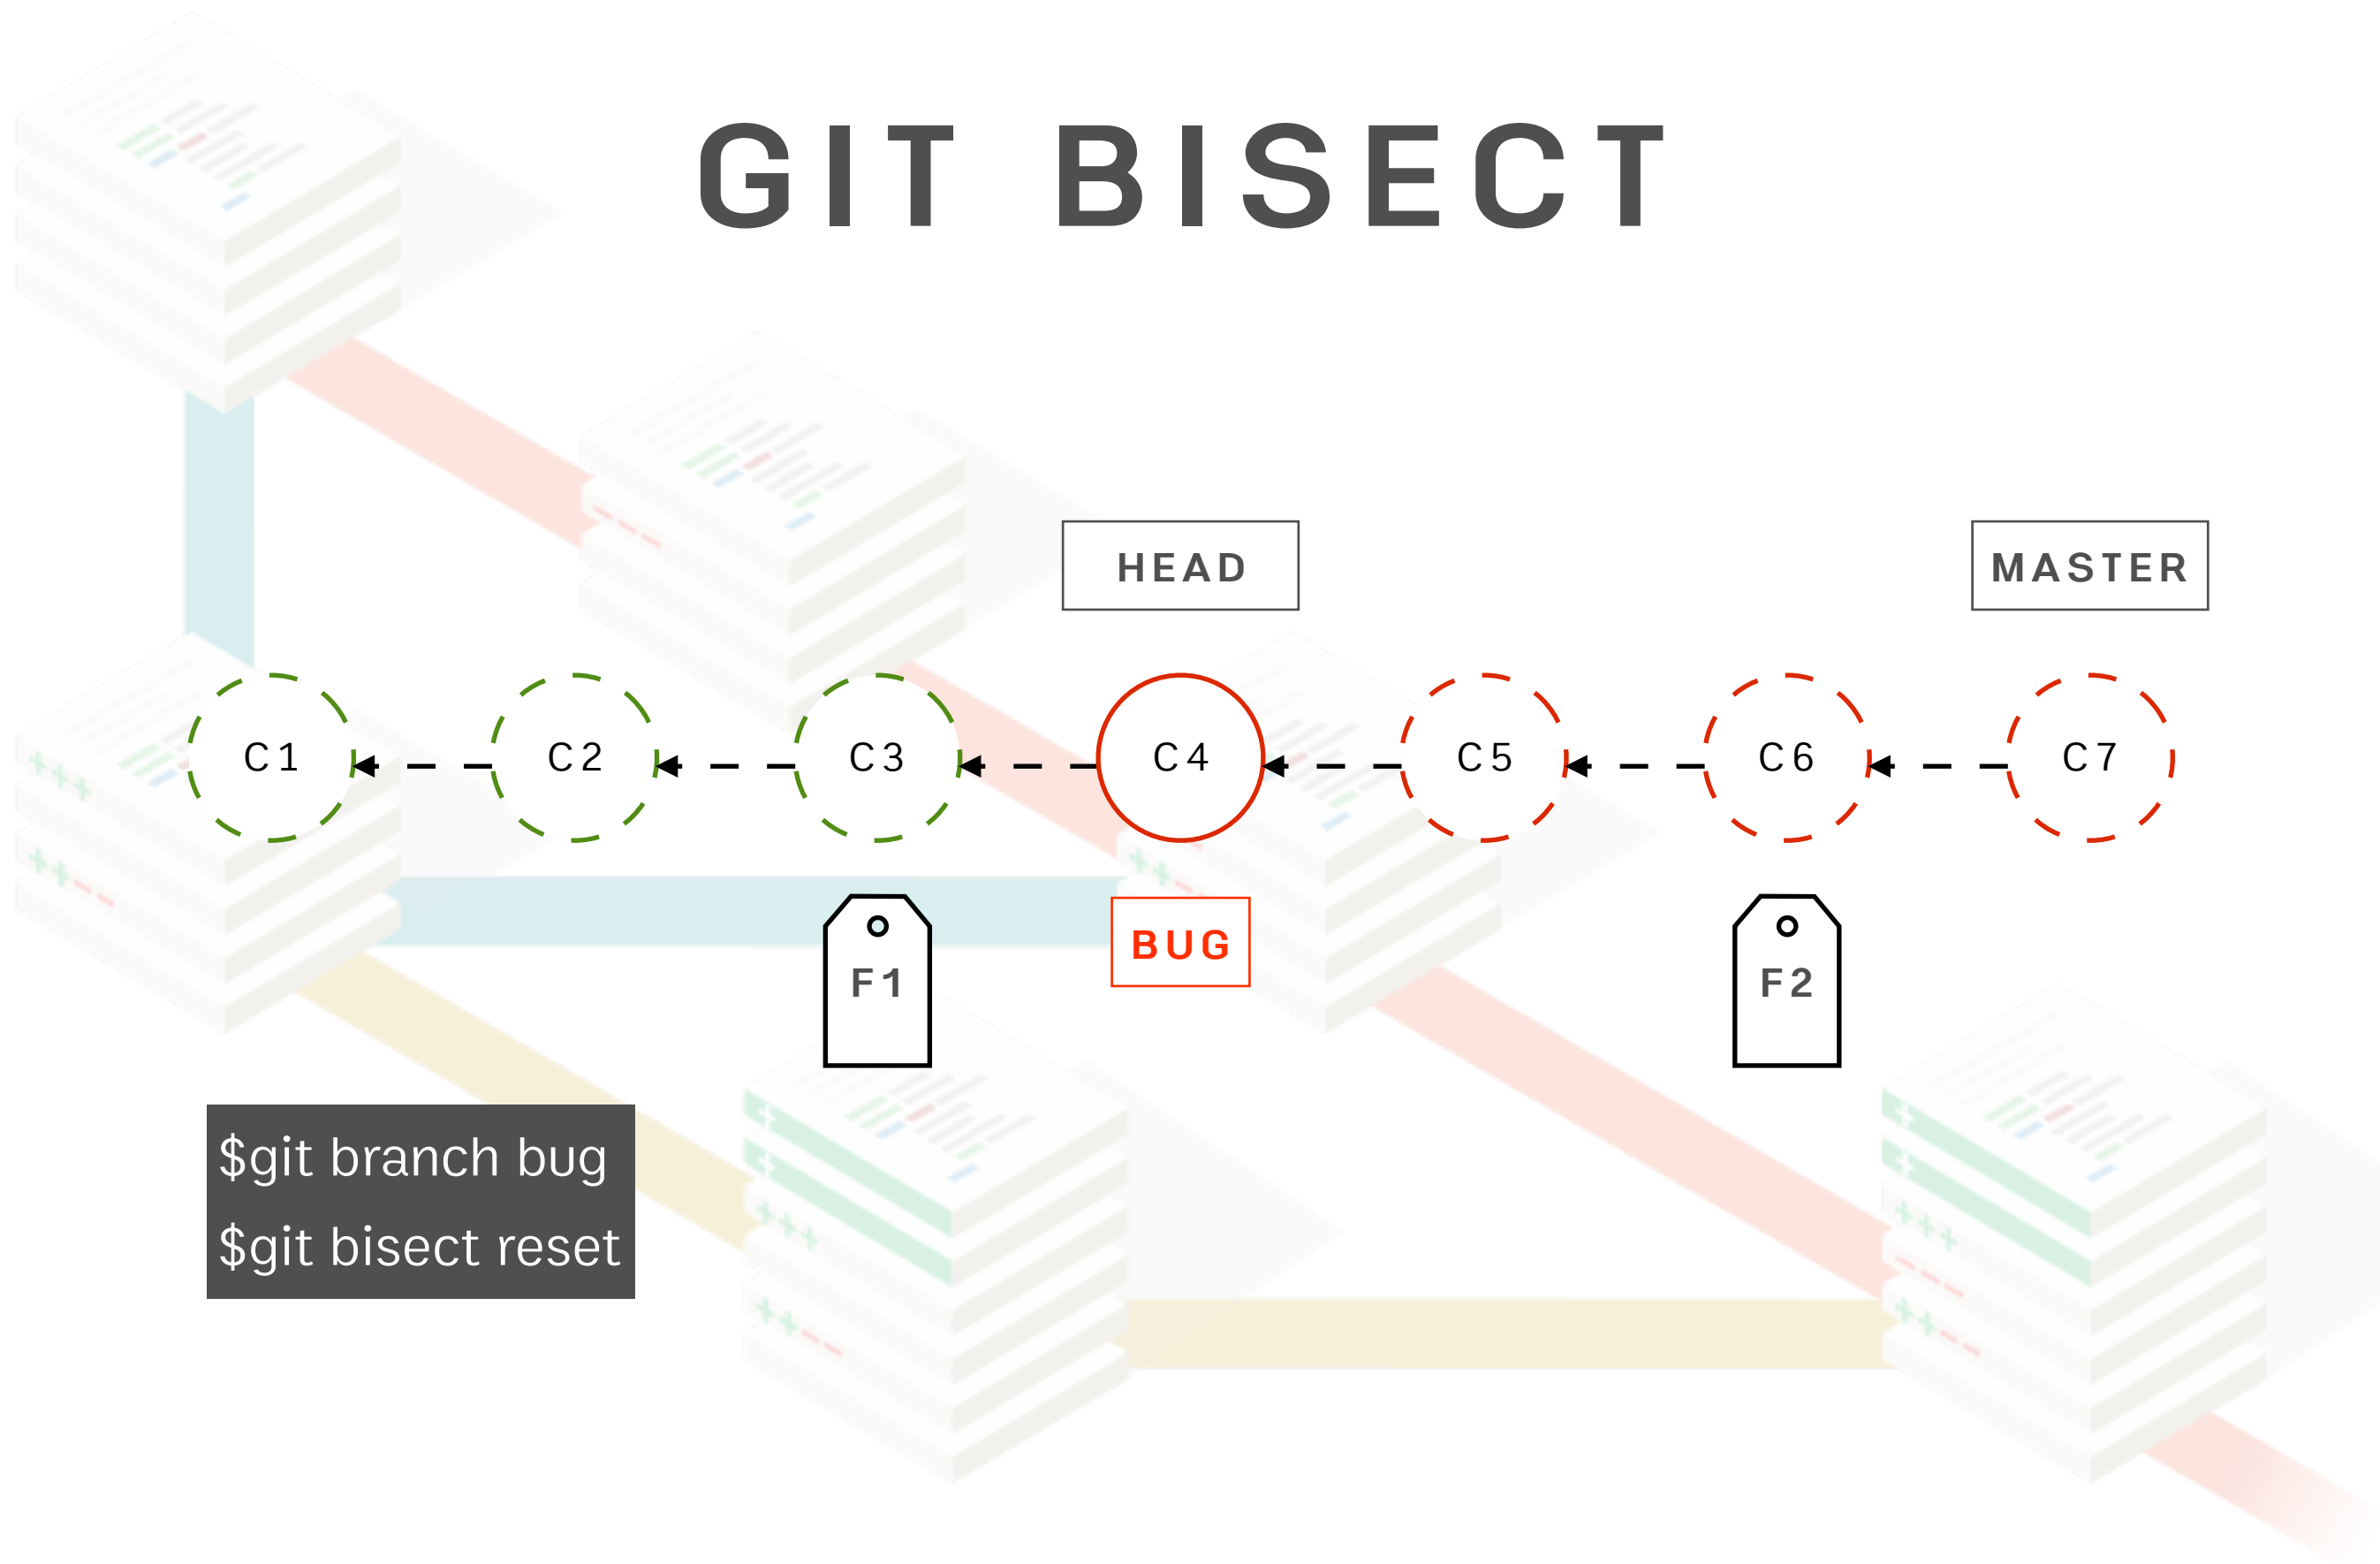 GIT BISECT
HEAD
MASTER
C1
C2
C3
C4
C5
C6
C7
F1
BUG
F2
$git branch bug
$git bisect reset